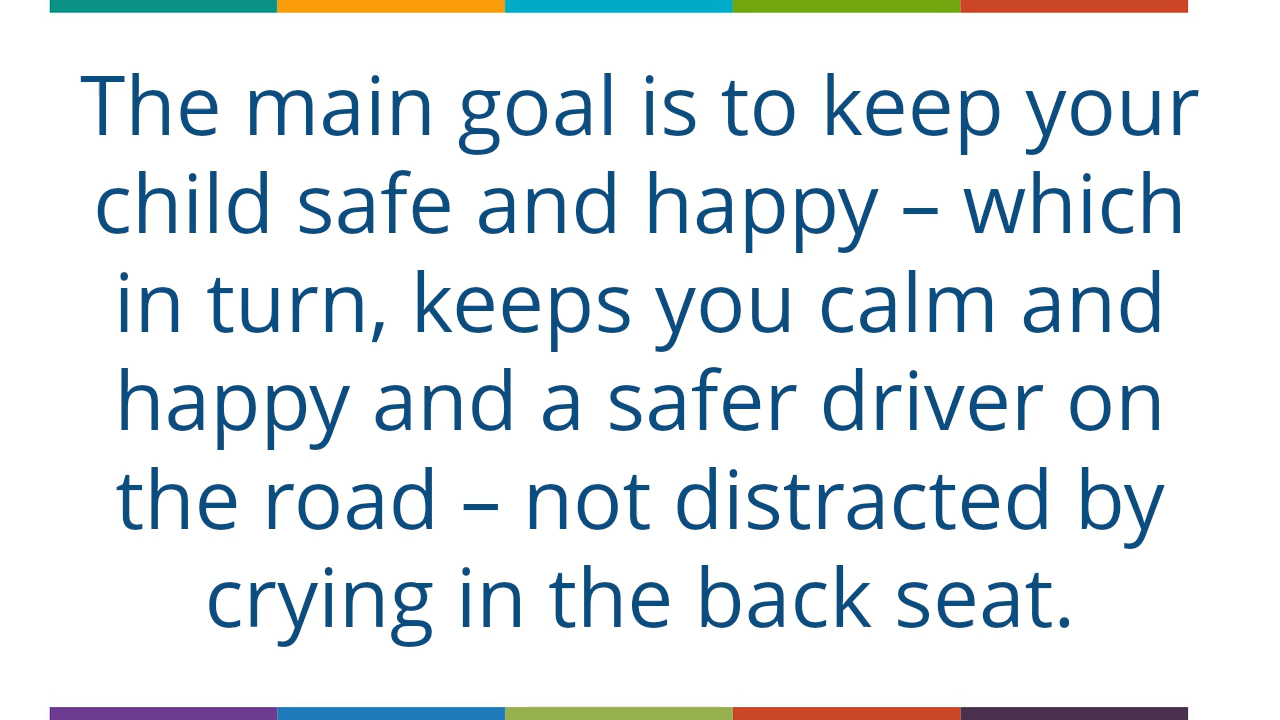 The main goal is to keep your
child safe and happy – which
in turn, keeps you calm and
happy and a safer driver on
the road – not distracted by
crying in the back seat.